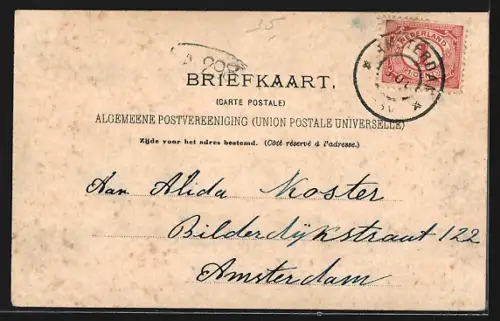 35
BRIEFKAART.
(CARTE POSTALE)
ALGEMEENE POSTVEREENIGING (UNION POSTALE UNIVERSELLE)
Zijde voor het adres bestemd. (Côté réservé à l'adresse.)
NEDERLAND
AMSTERDAM
Aan Alida Koster
Bilderdijkstraat 122
Amsterdam